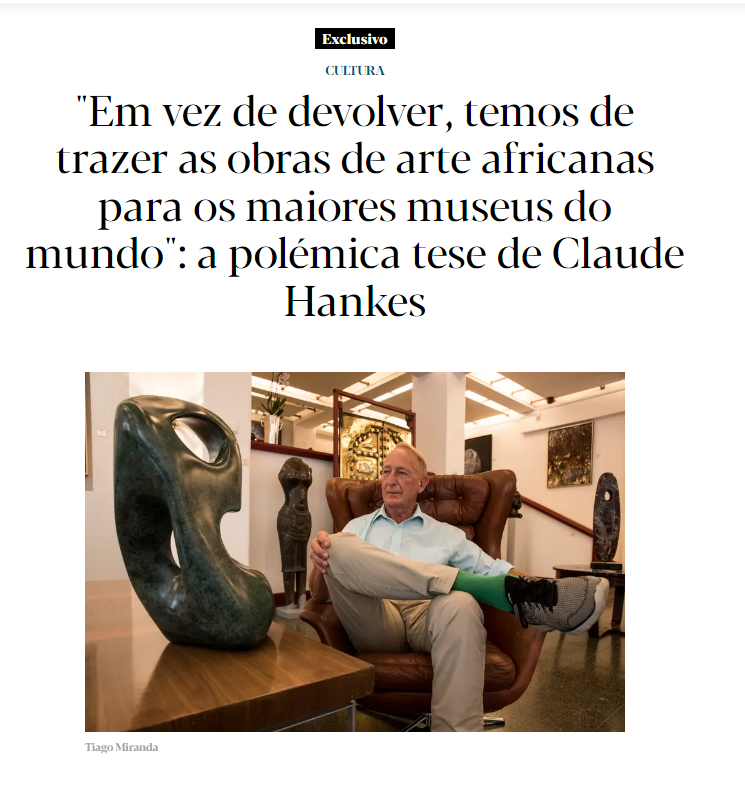 Exclusivo
CULTURA
"Em vez de devolver, temos de
trazer as obras de arte africanas
para os maiores museus do
mundo": a polémica tese de Claude
Hankes
Tiago Miranda